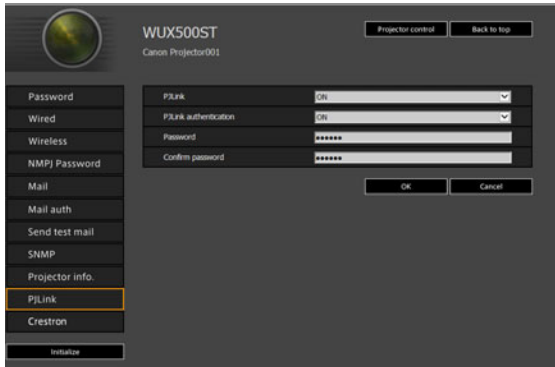 WUX500ST
Canon Projector001
Projector control
Back to top
Password
Wired
Wireless
NMPJ Password
Mail
Mail auth
Send test mail
SNMP
Projector info.
PJLink
Crestron
Initialize
PJLink
ON
PJLink authentication
ON
Password
••••••
Confirm password
••••••
OK
Cancel